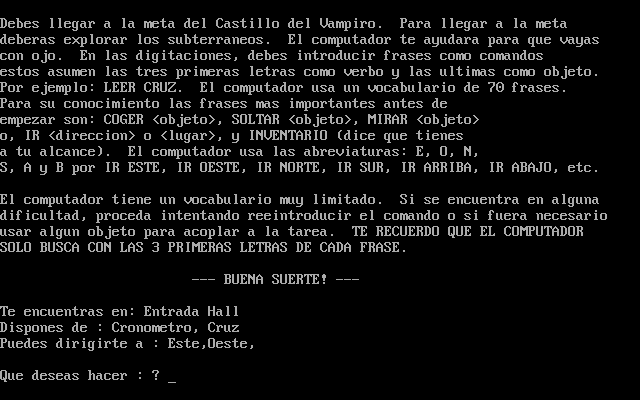 Debes llegar a la meta del Castillo del Vampiro.  Para llegar a la meta
deberas explorar los subterraneos.  El computador te ayudara para que vayas
con ojo.  En las digitaciones, debes introducir frases como comandos
estos asumen las tres primeras letras como verbo y las ultimas como objeto.
Por ejemplo: LEER CRUZ.  El computador usa un vocabulario de 70 frases.
Para su conocimiento las frases mas importantes antes de
empezar son: COGER <objeto>, SOLTAR <objeto>, MIRAR <objeto>
o, IR <direccion> o <lugar>, y INVENTARIO (dice que tienes
a tu alcance).  El computador usa las abreviaturas: E, O, N,
S, A y B por IR ESTE, IR OESTE, IR NORTE, IR SUR, IR ARRIBA, IR ABAJO, etc.
El computador tiene un vocabulario muy limitado.  Si se encuentra en alguna
dificultad, proceda intentando reeintroducir el comando o si fuera necesario
usar algun objeto para acoplar a la tarea.  TE RECUERDO QUE EL COMPUTADOR
SOLO BUSCA CON LAS 3 PRIMERAS LETRAS DE CADA FRASE.
--- BUENA SUERTE! ---
Te encuentras en: Entrada Hall
Dispones de : Cronometro, Cruz
Puedes dirigirte a : Este,Oeste,
Que deseas hacer : ? _